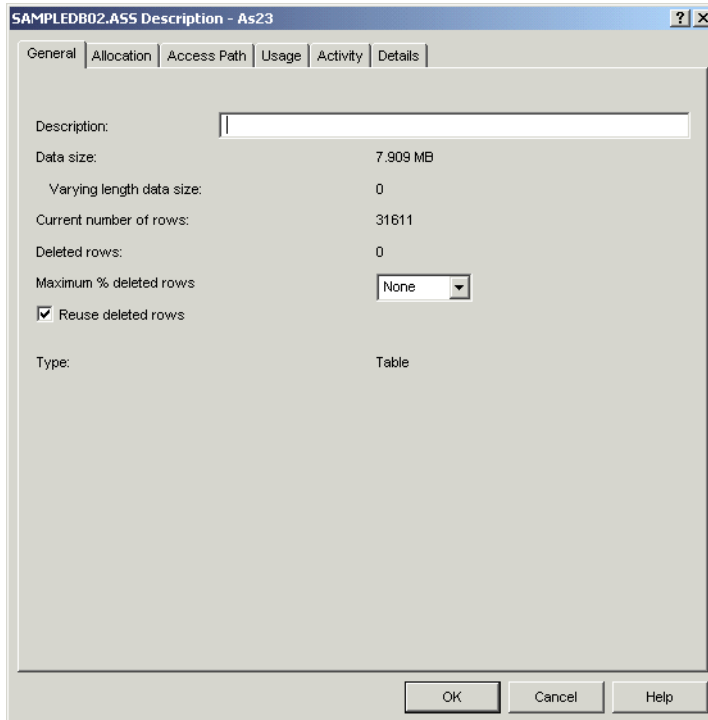 SAMPLEDB02.ASS Description - As23
General Allocation Access Path Usage Activity Details
Description:
Data size: 7.909 MB
Varying length data size: 0
Current number of rows: 31611
Deleted rows: 0
Maximum % deleted rows None
Reuse deleted rows
Type: Table
OK Cancel Help